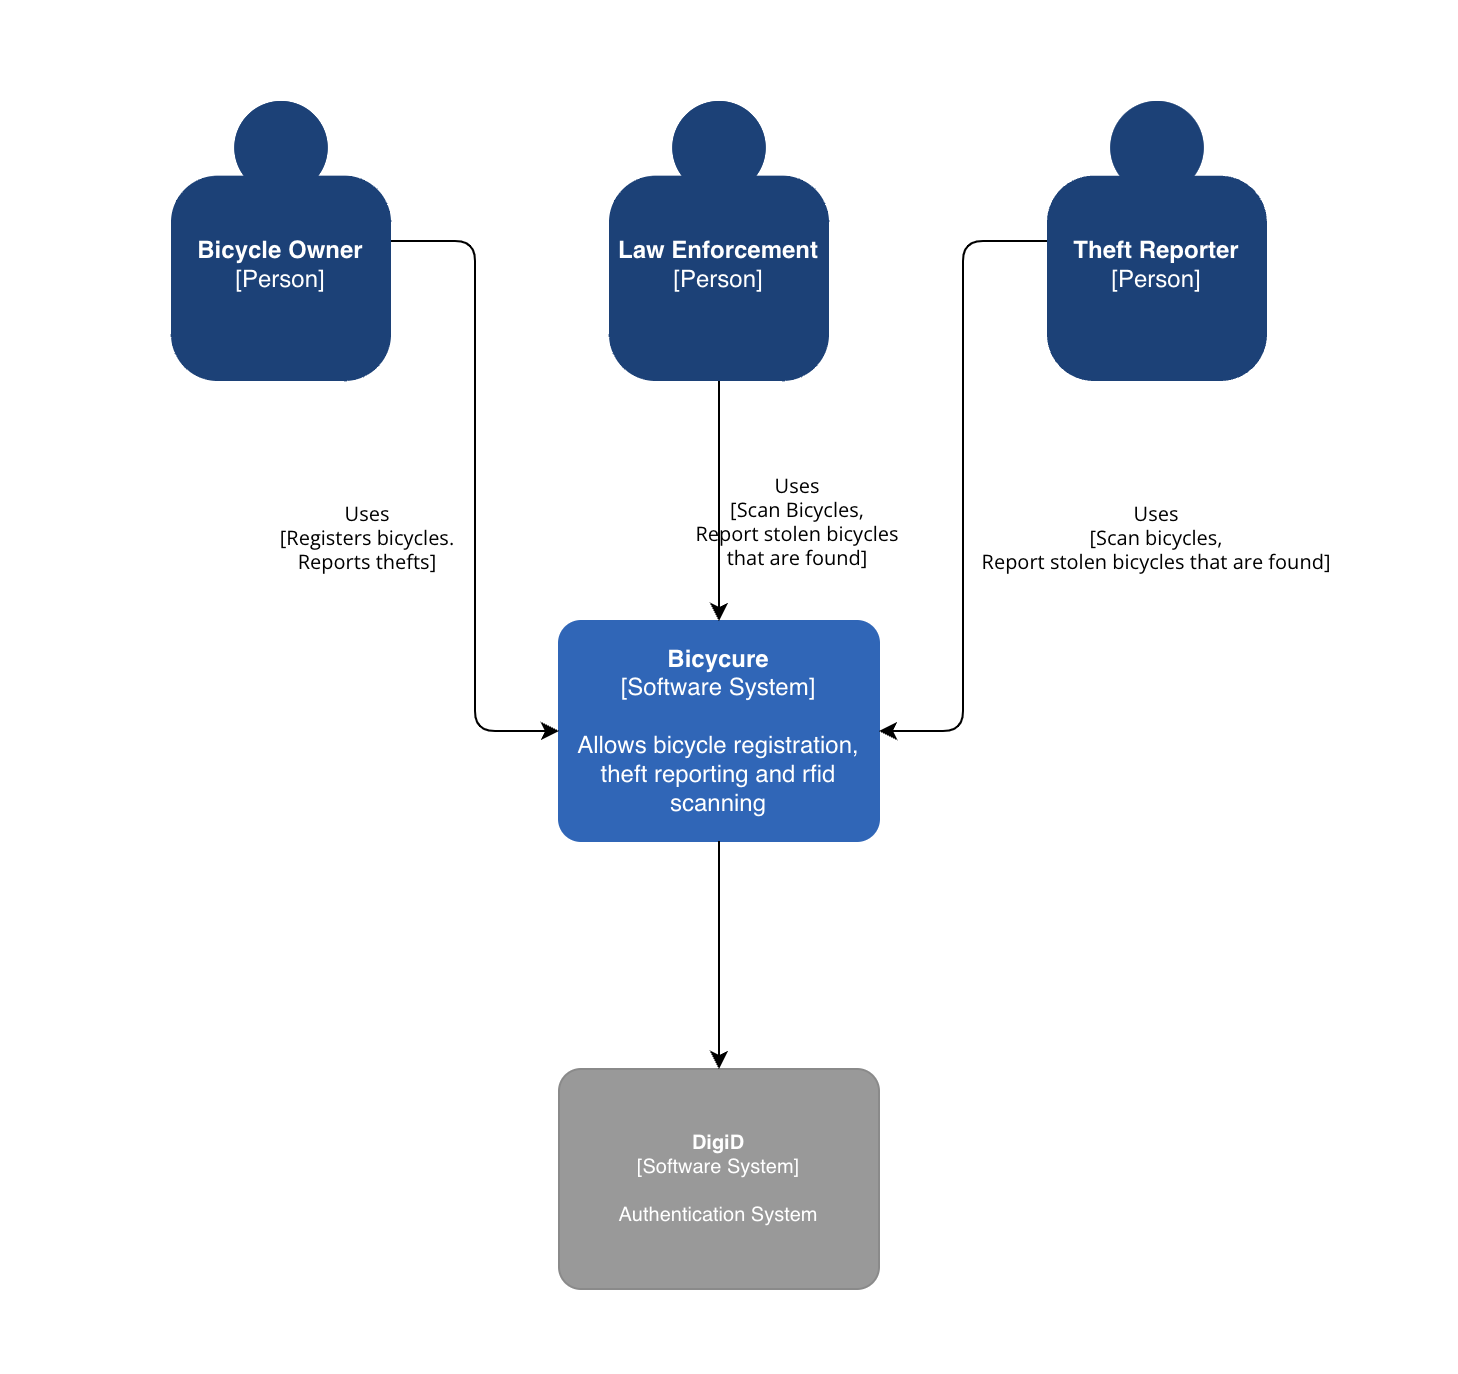 Bicycle Owner
[Person]
Law Enforcement
[Person]
Theft Reporter
[Person]
Uses
[Registers bicycles.
Reports thefts]
Uses
[Scan Bicycles,
Report stolen bicycles
that are found]
Uses
[Scan bicycles,
Report stolen bicycles that are found]
Bicycure
[Software System]
Allows bicycle registration,
theft reporting and rfid
scanning
DigiD
[Software System]
Authentication System